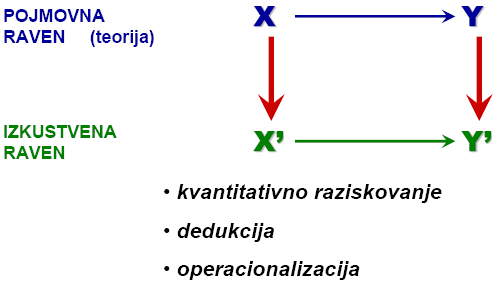 POJMOVNA X Y
RAVEN (teorija)
IZKUSTVENA
RAVEN X’ Y’
• kvantitativno raziskovanje
• dedukcija
• operacionalizacija